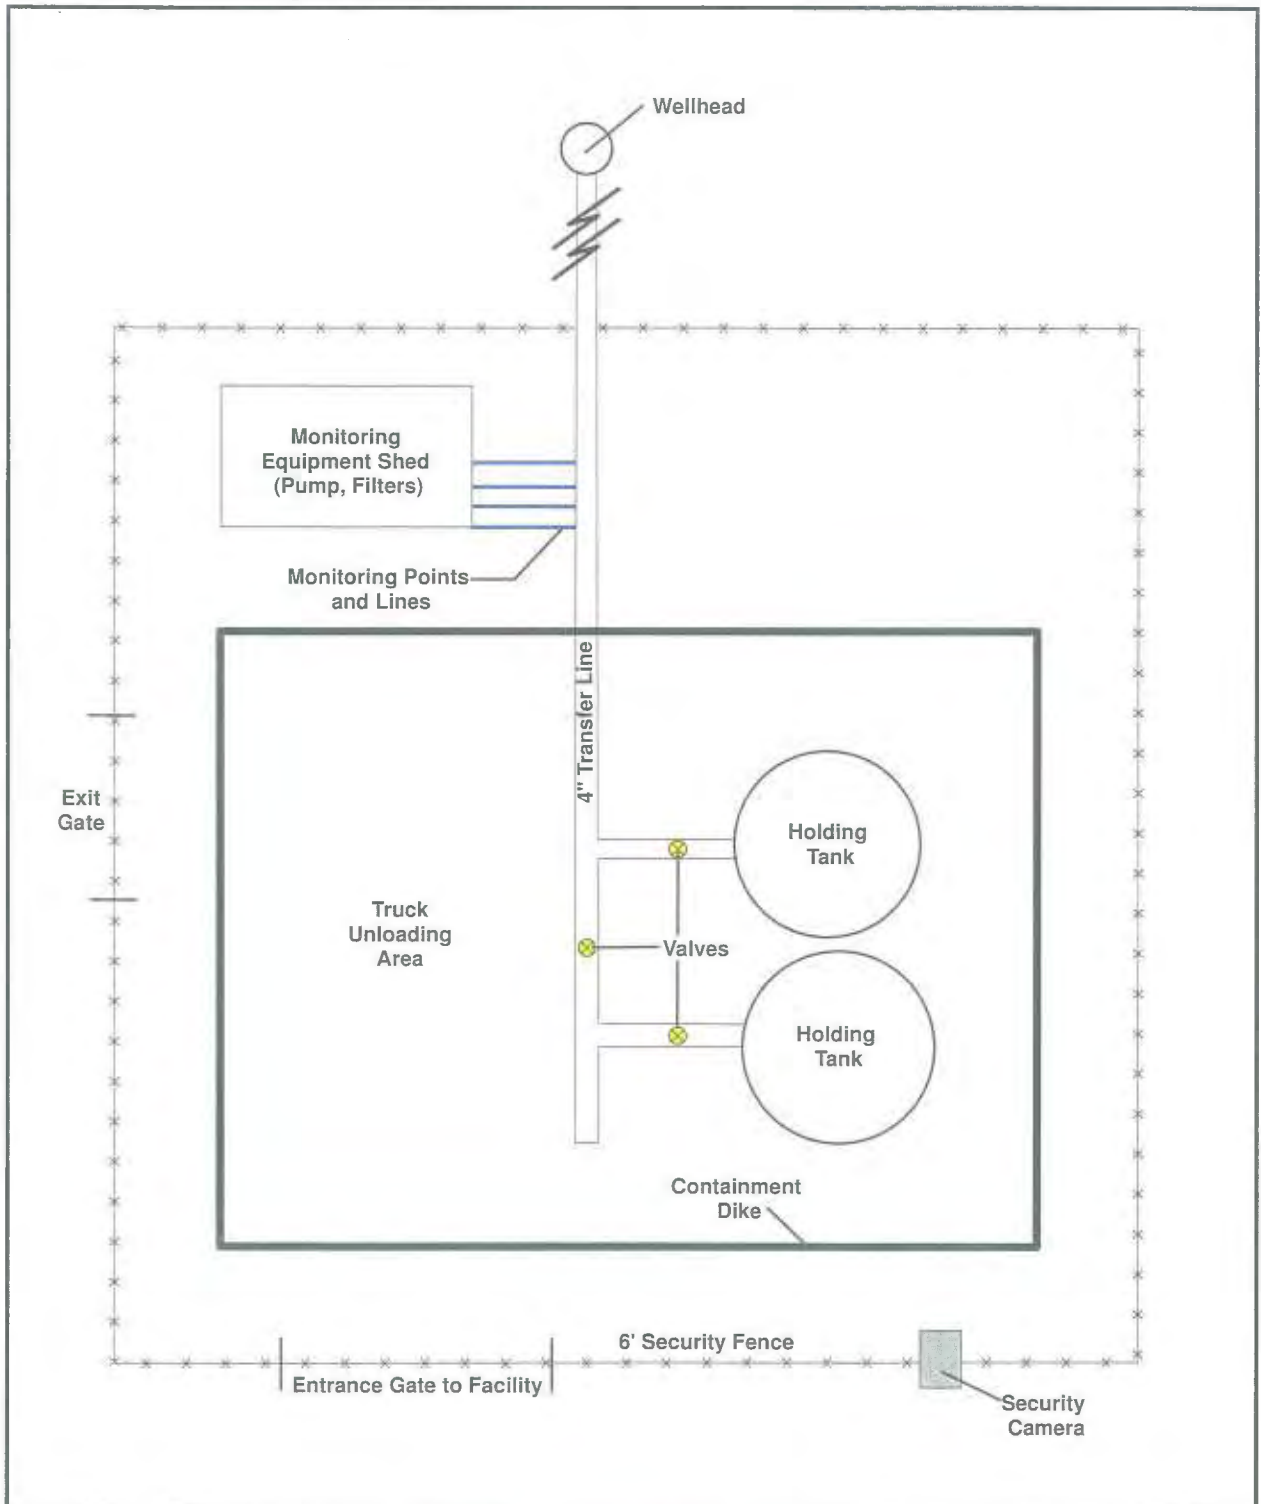 Wellhead
Monitoring
Equipment Shed
(Pump, Filters)
Monitoring Points
and Lines
4" Transfer Line
Exit
Gate
Holding
Tank
Truck
Unloading
Area
Valves
Holding
Tank
Containment
Dike
6' Security Fence
Entrance Gate to Facility
Security
Camera